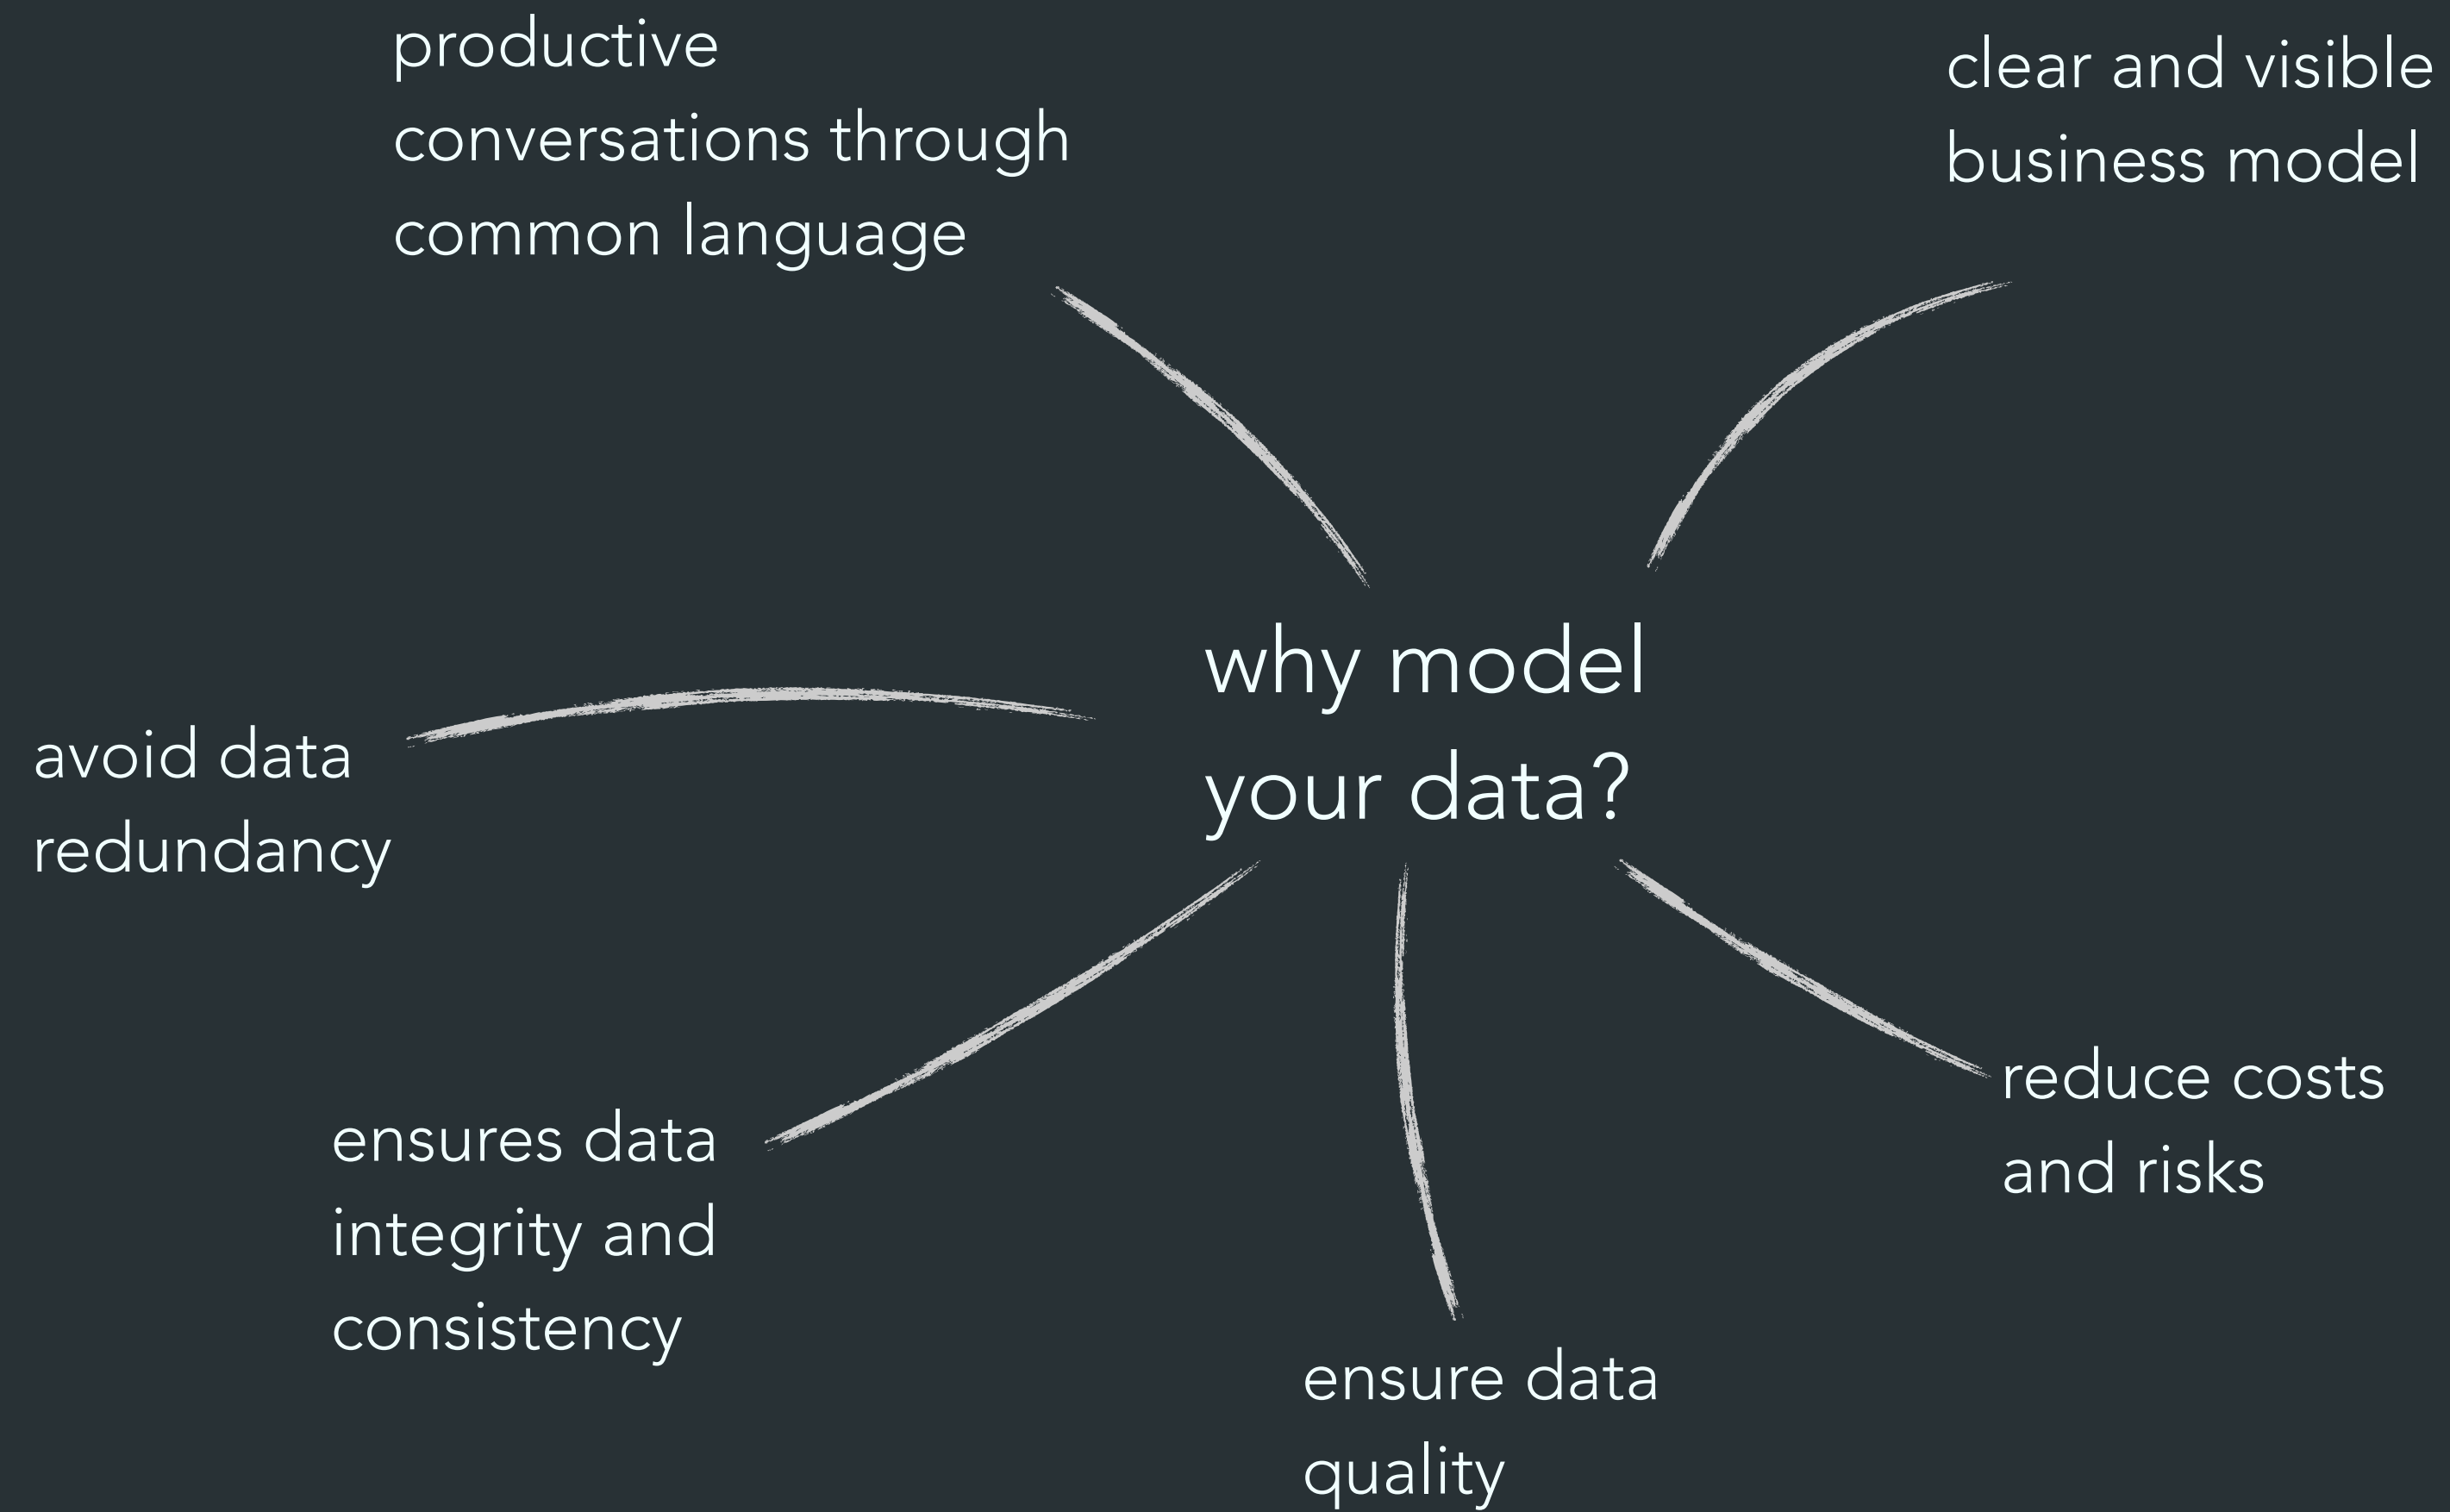 productive
conversations through
common language
clear and visible
business model
why model
your data?
avoid data
redundancy
ensures data
integrity and
consistency
reduce costs
and risks
ensure data
quality